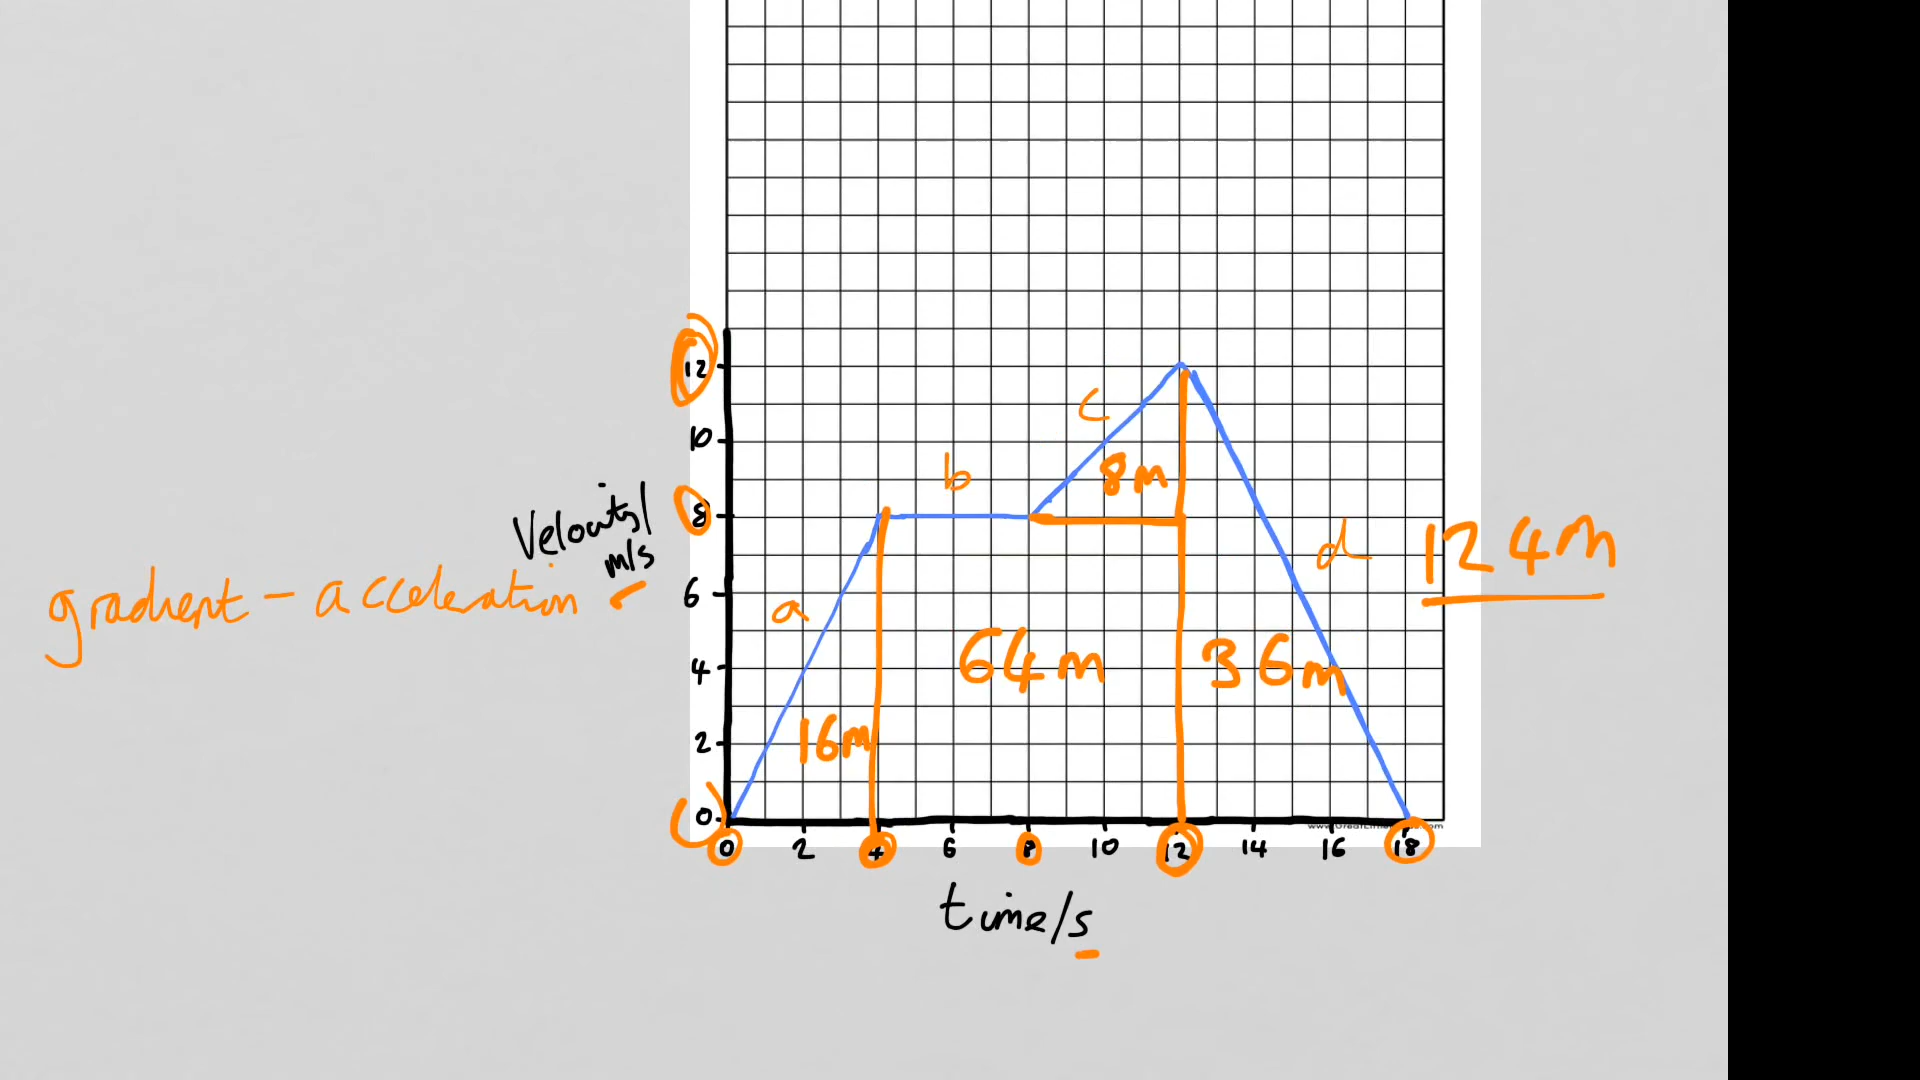 12
10
8
6
4
2
0
Velocity/
m/s
gradient - acceleration
a
b
c
d
16m
64m
8m
36m
124m
0 2 4 6 8 10 12 14 16 18
time/s